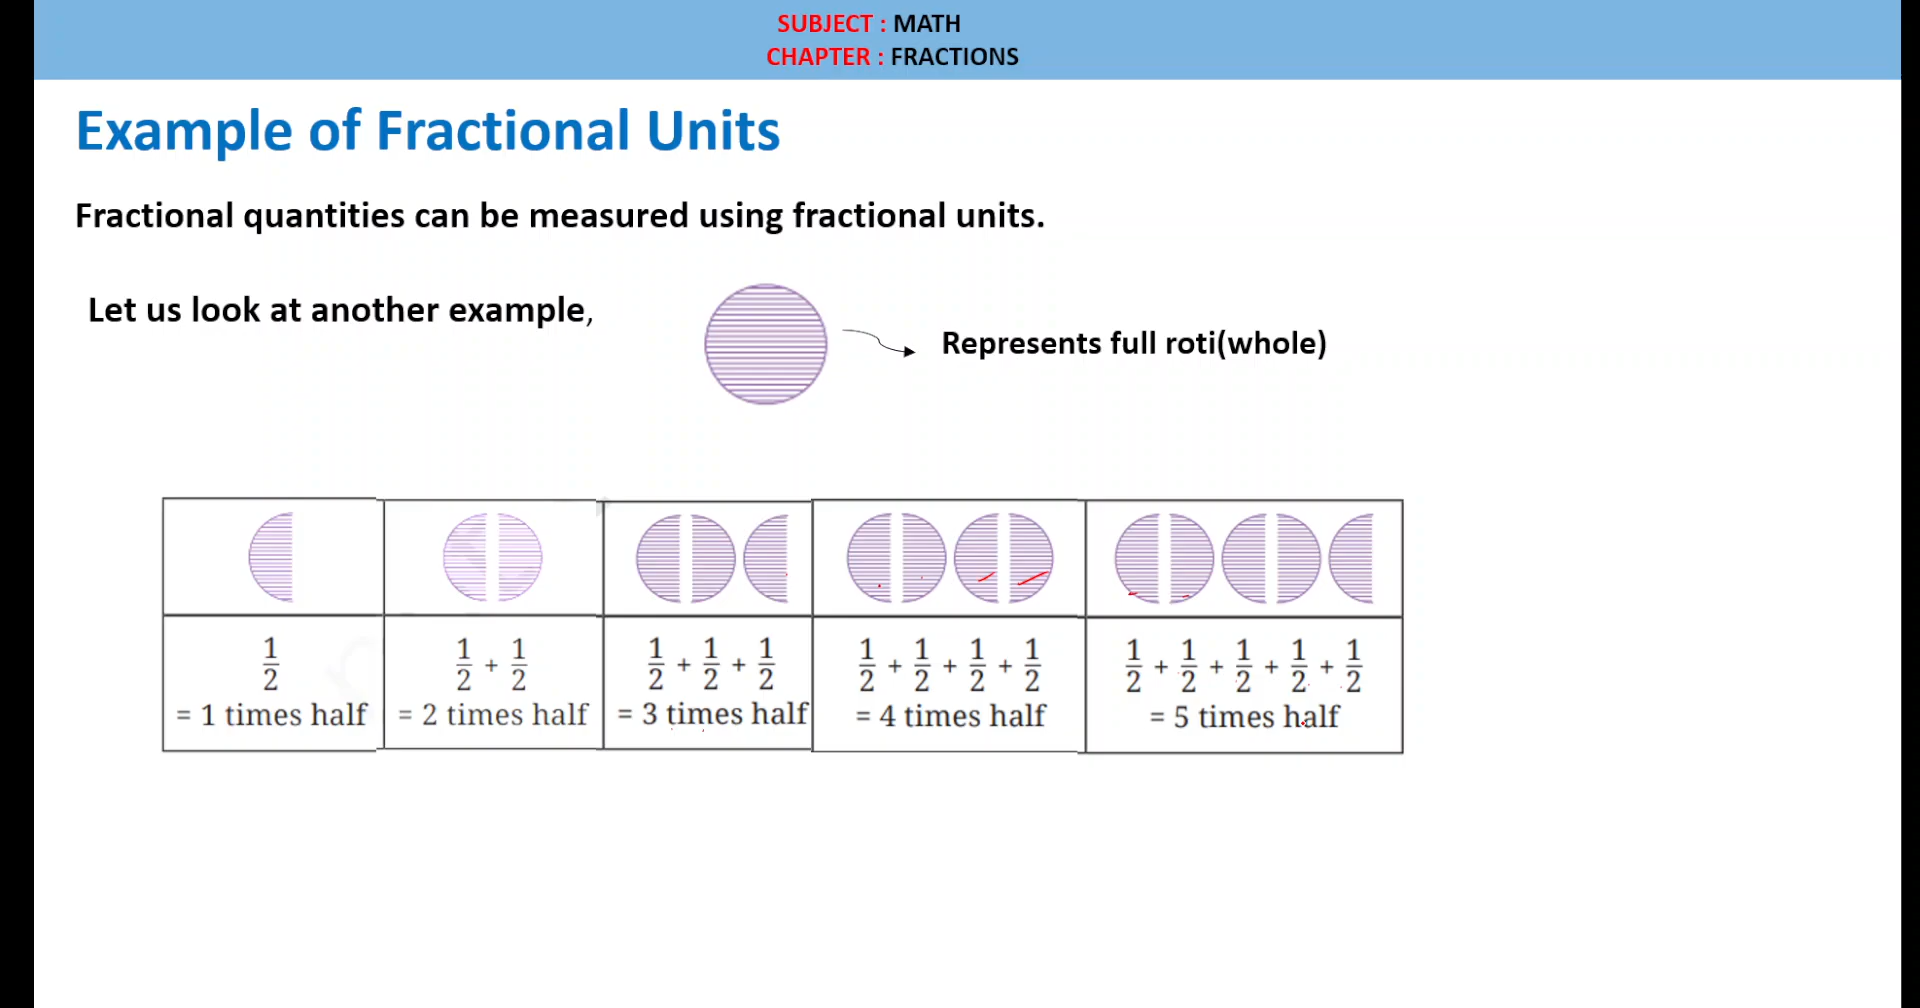 SUBJECT : MATH
CHAPTER : FRACTIONS
Example of Fractional Units
Fractional quantities can be measured using fractional units.
Let us look at another example,
Represents full roti(whole)
1/2
= 1 times half
1/2 + 1/2
= 2 times half
1/2 + 1/2 + 1/2
= 3 times half
1/2 + 1/2 + 1/2 + 1/2
= 4 times half
1/2 + 1/2 + 1/2 + 1/2 + 1/2
= 5 times half